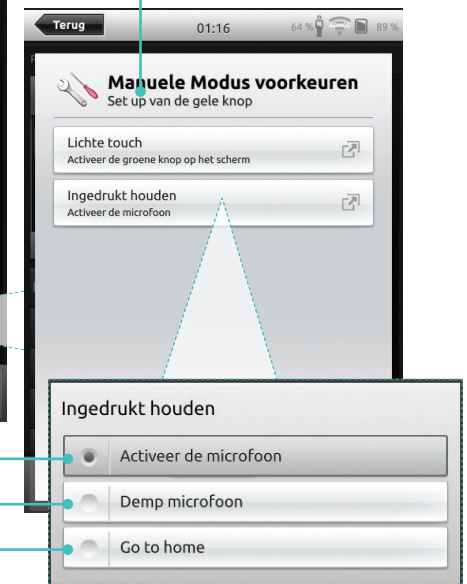 Terug
01:16
64 %
89 %
Manuele Modus voorkeuren
Set up van de gele knop
Lichte touch
Activeer de groene knop op het scherm
Ingedrukt houden
Activeer de microfoon
Ingedrukt houden
Activeer de microfoon
Demp microfoon
Go to home